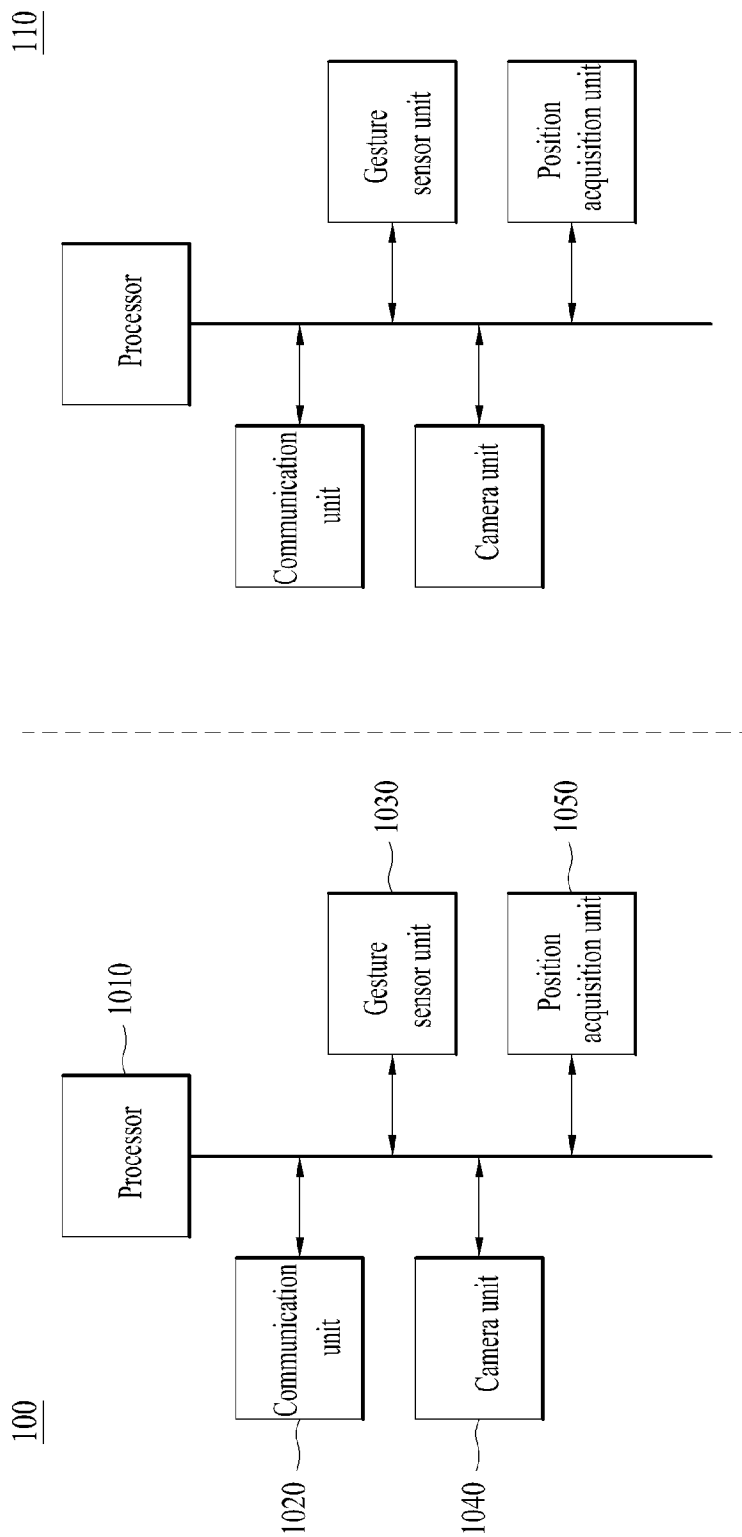 100
Processor
1010
Communication
unit
1020
Gesture
sensor unit
1030
Camera unit
1040
Position
acquisition unit
1050
110
Processor
Communication
unit
Gesture
sensor unit
Camera unit
Position
acquisition unit